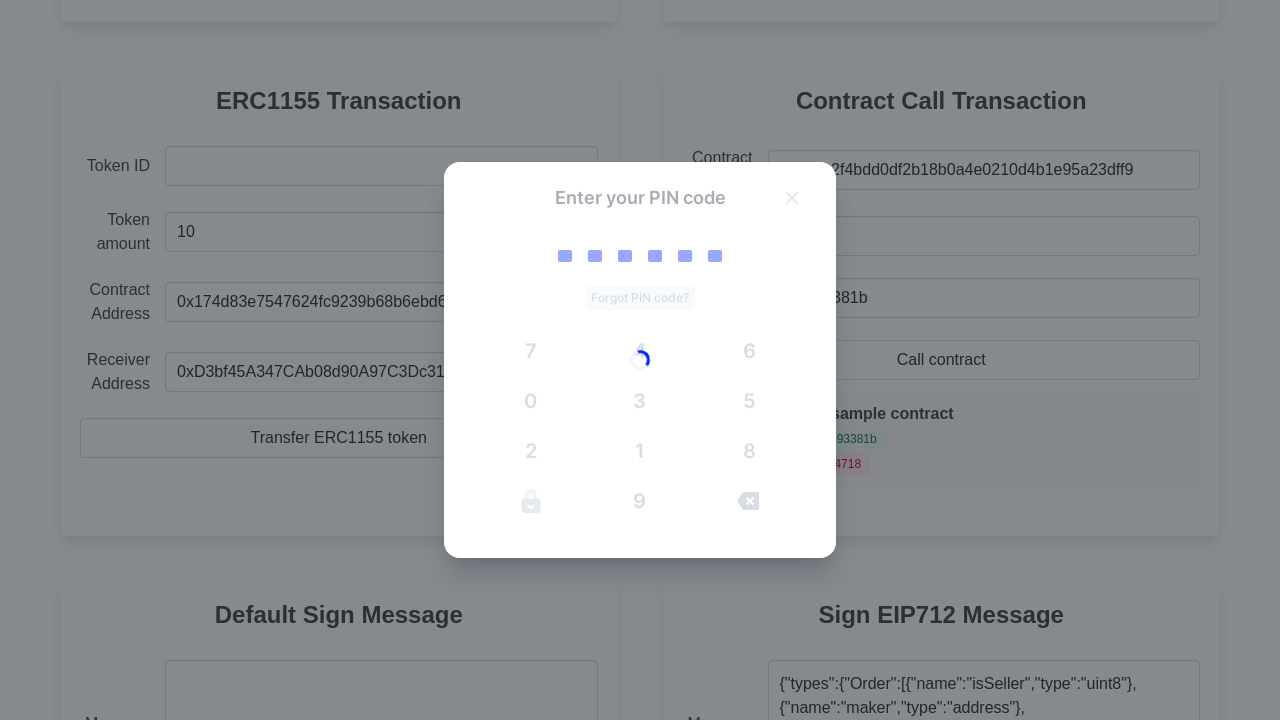 ERC1155 Transaction
Token ID
Token
amount
10
Contract
Address
0x174d83e7547624fc9239b68b6ebd6
Receiver
Address
0xD3bf45A347CAb08d90A97C3Dc31
Transfer ERC1155 token
Contract Call Transaction
Contract
2f4bdd0df2b18b0a4e0210d4b1e95a23dff9
381b
Call contract
sample contract
93381b
4718
Enter your PIN code
Forgot PIN code?
7 4 6
0 3 5
2 1 8
9
Default Sign Message
Sign EIP712 Message
{"types":{"Order":[{"name":"isSeller","type":"uint8"},
{"name":"maker","type":"address"},